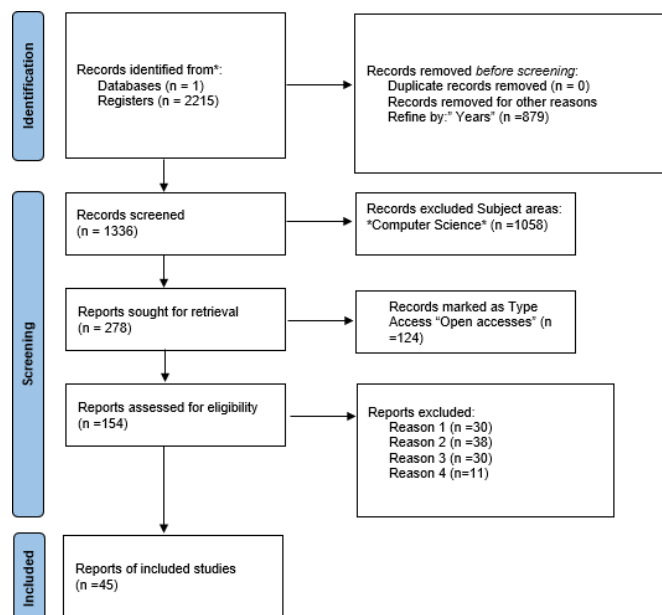 Identification
Records identified from*:
Databases (n = 1)
Registers (n = 2215)
Records removed before screening:
Duplicate records removed (n = 0)
Records removed for other reasons
Refine by:” Years” (n =879)
Screening
Records screened
(n = 1336)
Records excluded Subject areas:
*Computer Science* (n =1058)
Reports sought for retrieval
(n = 278)
Records marked as Type
Access “Open accesses” (n
=124)
Reports assessed for eligibility
(n =154)
Reports excluded:
Reason 1 (n =30)
Reason 2 (n =38)
Reason 3 (n =30)
Reason 4 (n=11)
Included
Reports of included studies
(n =45)